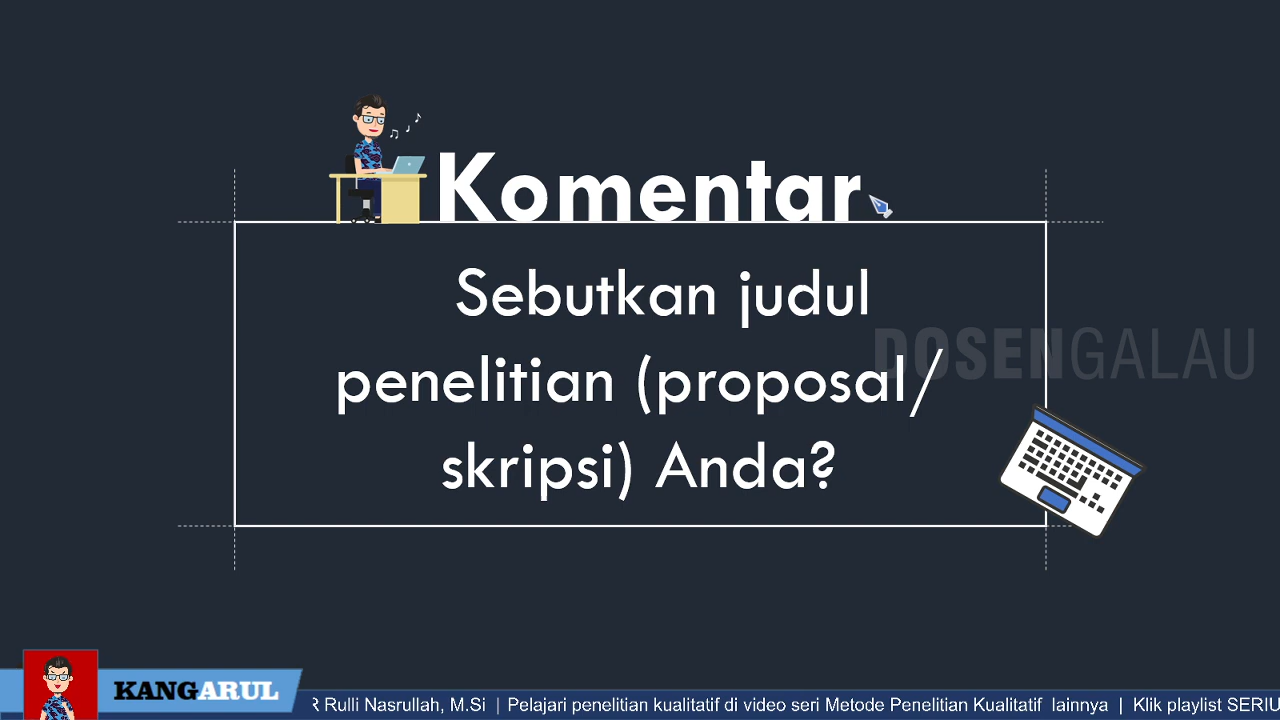 Komentar
Sebutkan judul
penelitian (proposal/
skripsi) Anda?
DOSENGALAU
KANGARUL
Rulli Nasrullah, M.Si | Pelajari penelitian kualitatif di video seri Metode Penelitian Kualitatif lainnya | Klik playlist